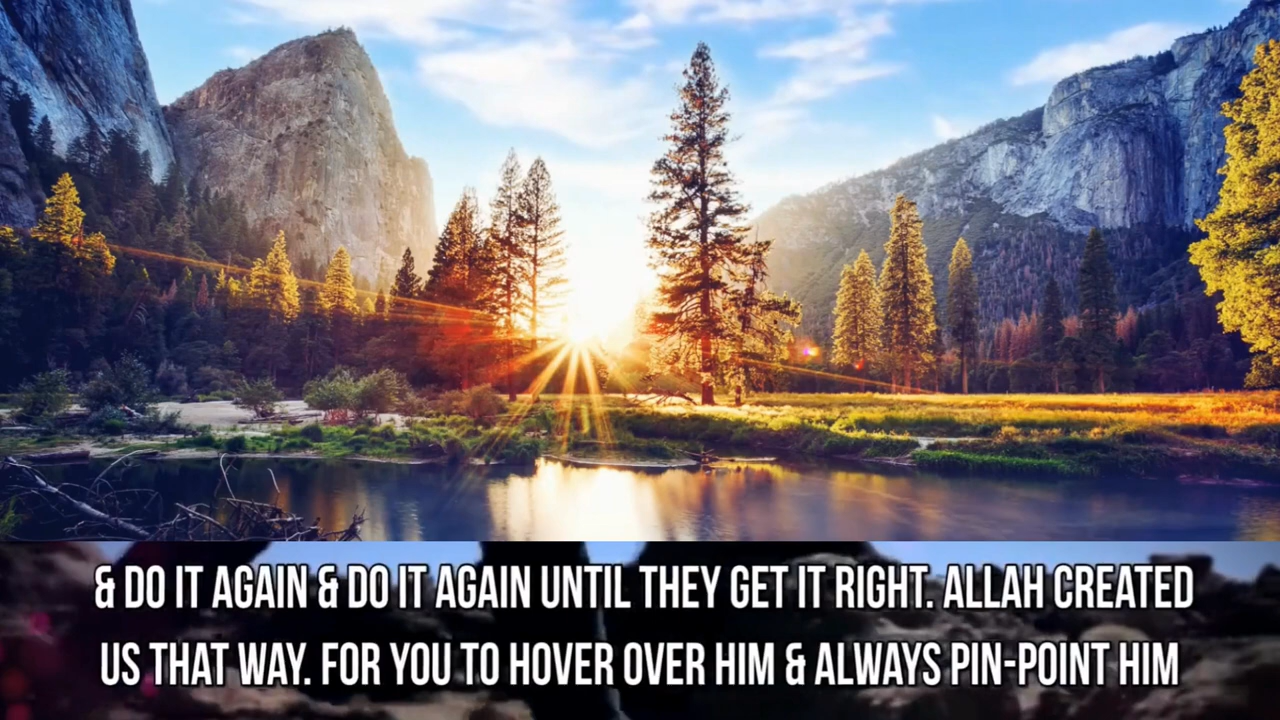 & DO IT AGAIN & DO IT AGAIN UNTIL THEY GET IT RIGHT. ALLAH CREATED
US THAT WAY. FOR YOU TO HOVER OVER HIM & ALWAYS PIN-POINT HIM